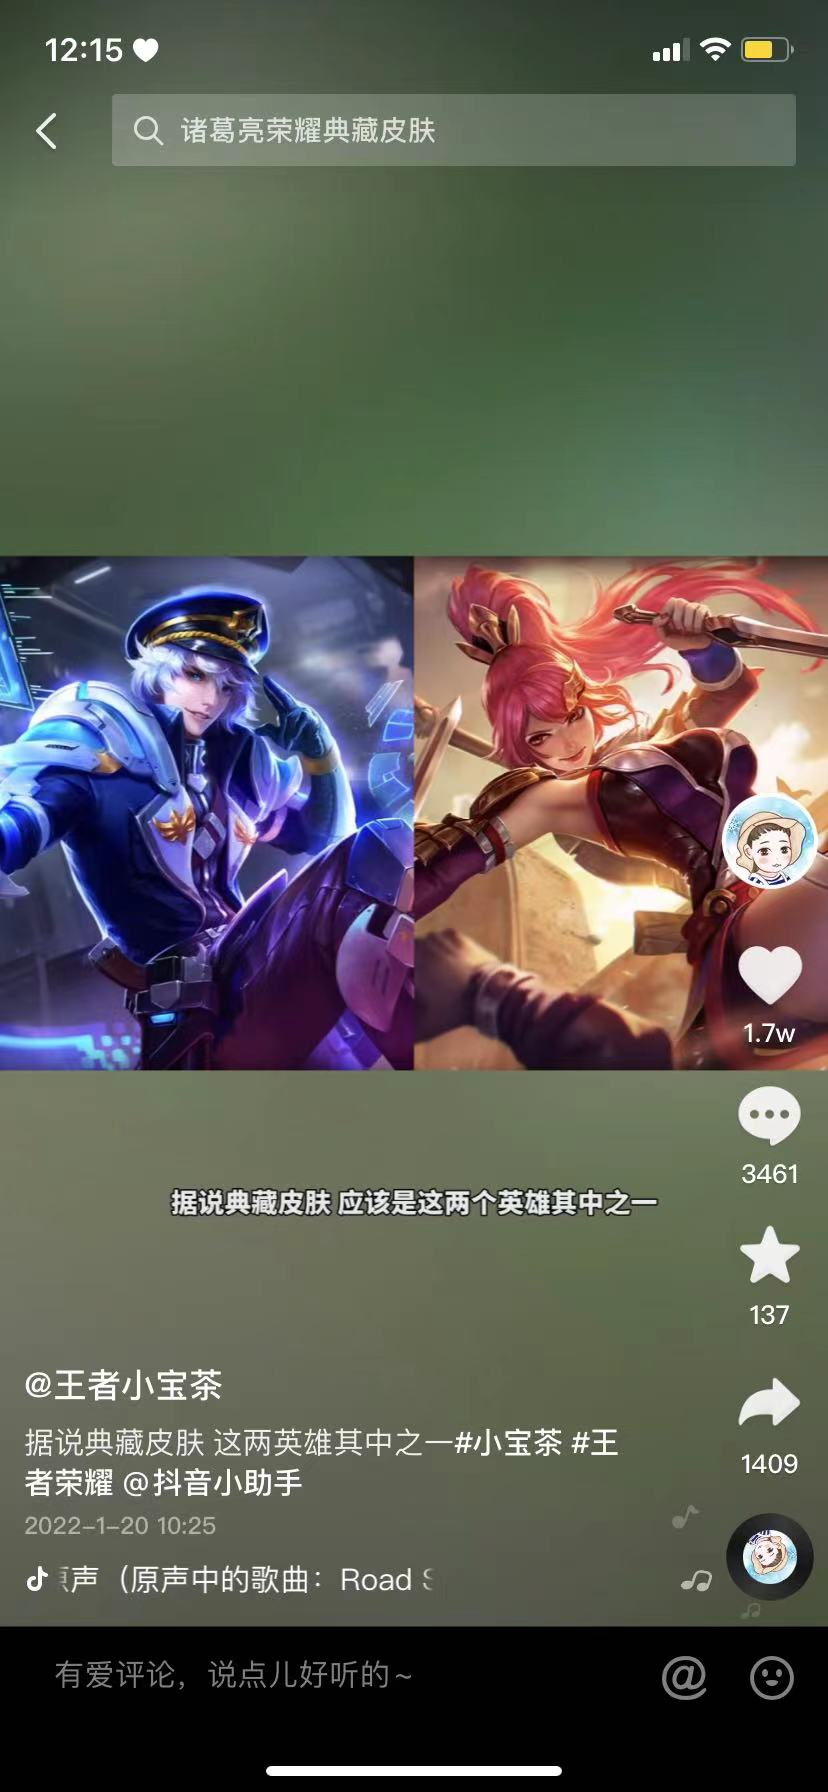 12:15
诸葛亮荣耀典藏皮肤
1.7w
3461
据说典藏皮肤 应该是这两个英雄其中之一
137
@王者小宝茶
据说典藏皮肤 这两英雄其中之一#小宝茶 #王
者荣耀 @抖音小助手
1409
2022-1-20 10:25
声（原声中的歌曲：Road
有爱评论，说点儿好听的~
@